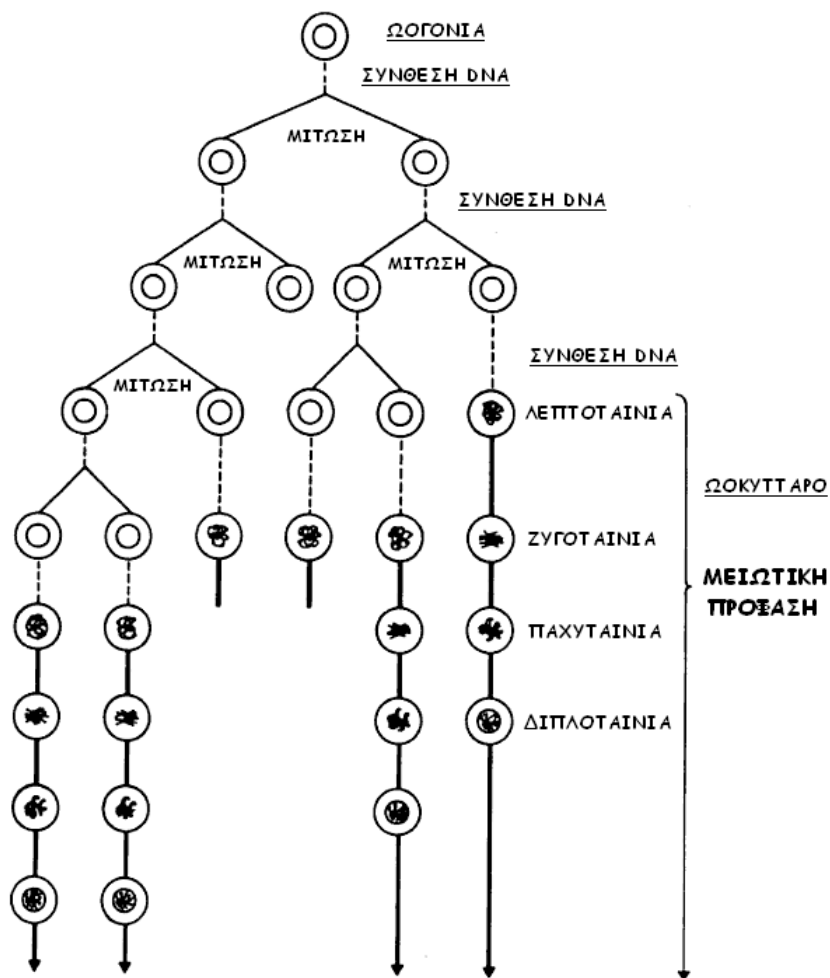 ΩΟΓΟΝΙΑ
ΣΥΝΘΕΣΗ DNA
ΜΙΤΩΣΗ
ΣΥΝΘΕΣΗ DNA
ΜΙΤΩΣΗ
ΜΙΤΩΣΗ
ΣΥΝΘΕΣΗ DNA
ΜΙΤΩΣΗ
ΛΕΠΤΟΤΑΙΝΙΑ
ΩΟΚΥΤΤΑΡΟ
ΖΥΓΟΤΑΙΝΙΑ
ΜΕΙΩΤΙΚΗ
ΠΡΟΦΑΣΗ
ΠΑΧΥΤΑΙΝΙΑ
ΔΙΠΛΟΤΑΙΝΙΑ